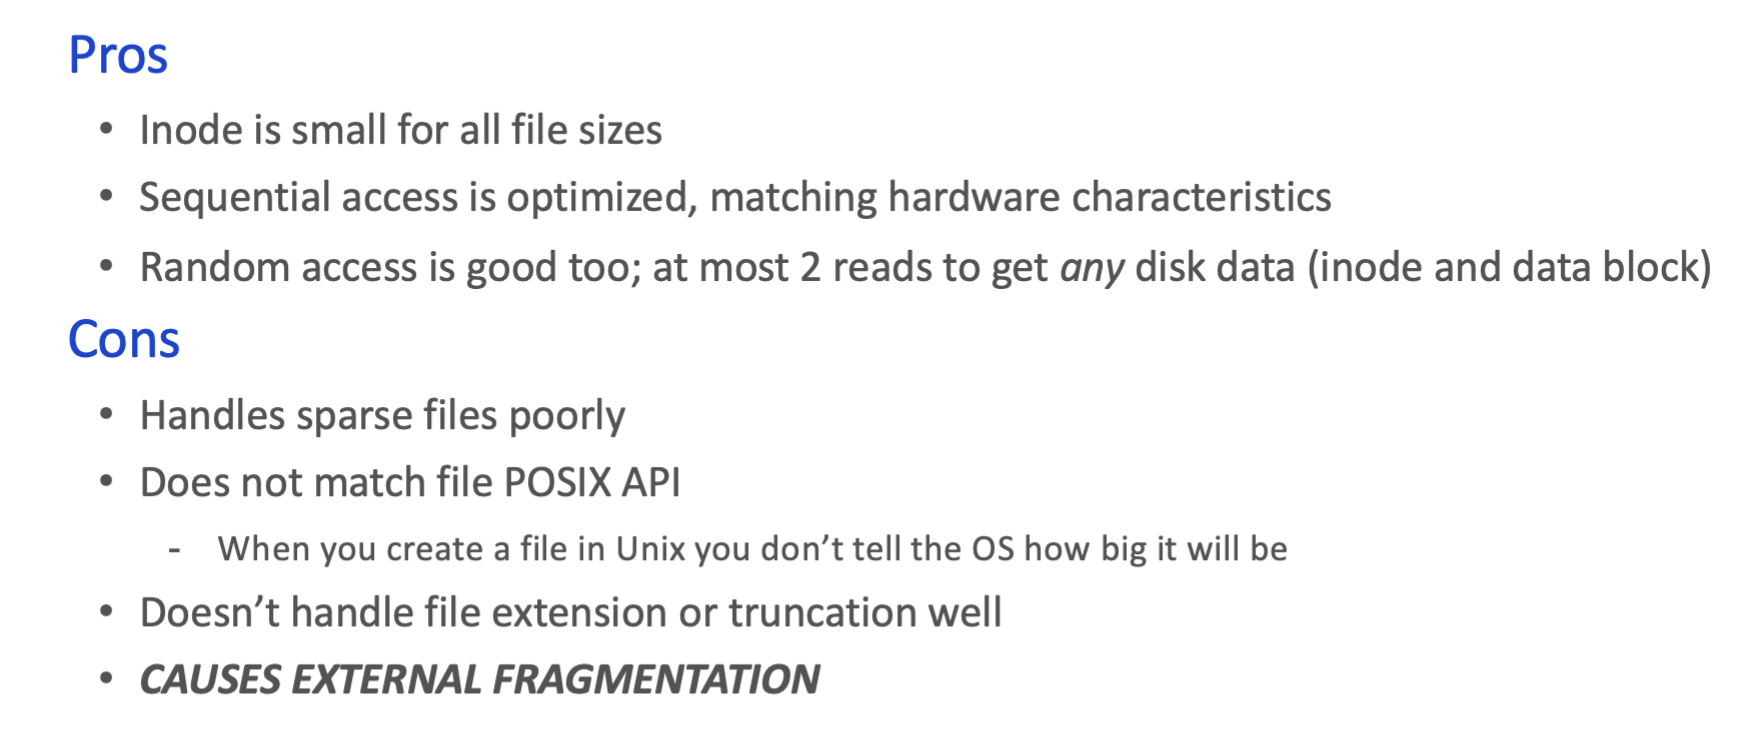 Pros
• Inode is small for all file sizes
• Sequential access is optimized, matching hardware characteristics
• Random access is good too; at most 2 reads to get any disk data (inode and data block)
Cons
• Handles sparse files poorly
• Does not match file POSIX API
- When you create a file in Unix you don’t tell the OS how big it will be
• Doesn’t handle file extension or truncation well
• CAUSES EXTERNAL FRAGMENTATION